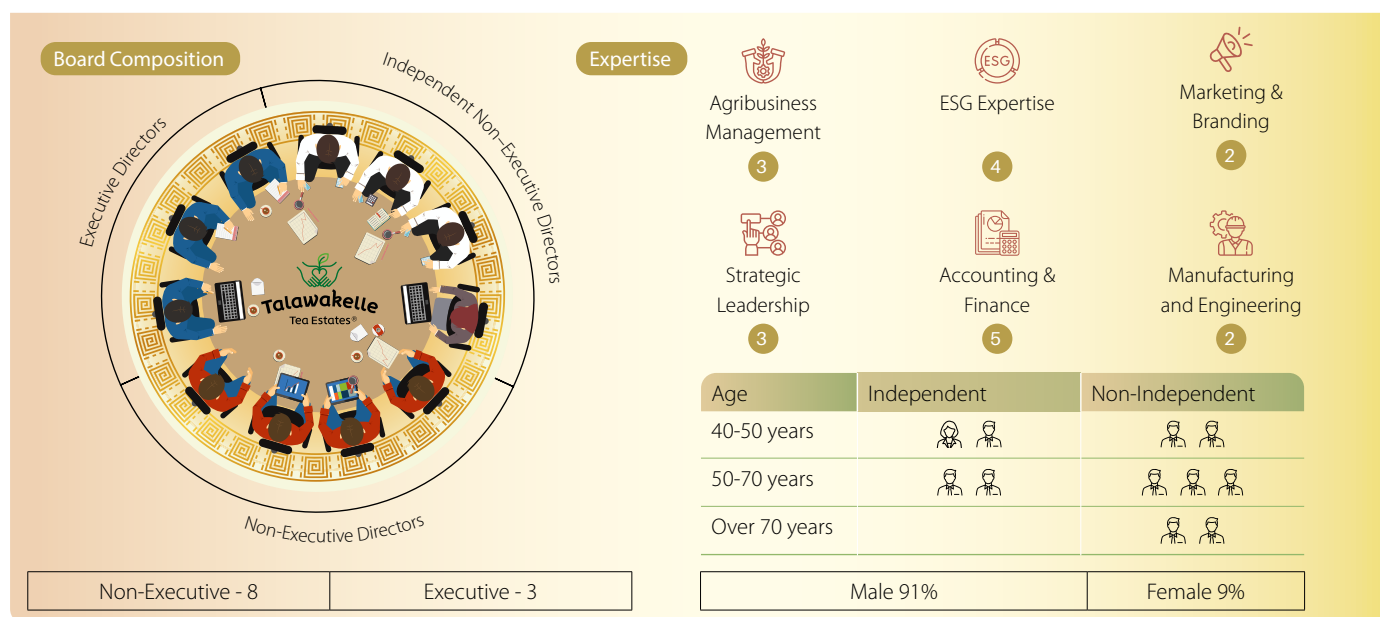 Board Composition
Executive Directors
Independent Non–Executive Directors
Talawakelle
Tea Estates®
Non-Executive Directors
Non-Executive - 8
Executive - 3
Expertise
Agribusiness
Management
3
ESG
ESG Expertise
4
Marketing &
Branding
2
Strategic
Leadership
3
Accounting &
Finance
5
Manufacturing
and Engineering
2
Age Independent Non-Independent
40-50 years
50-70 years
Over 70 years
Male 91% Female 9%